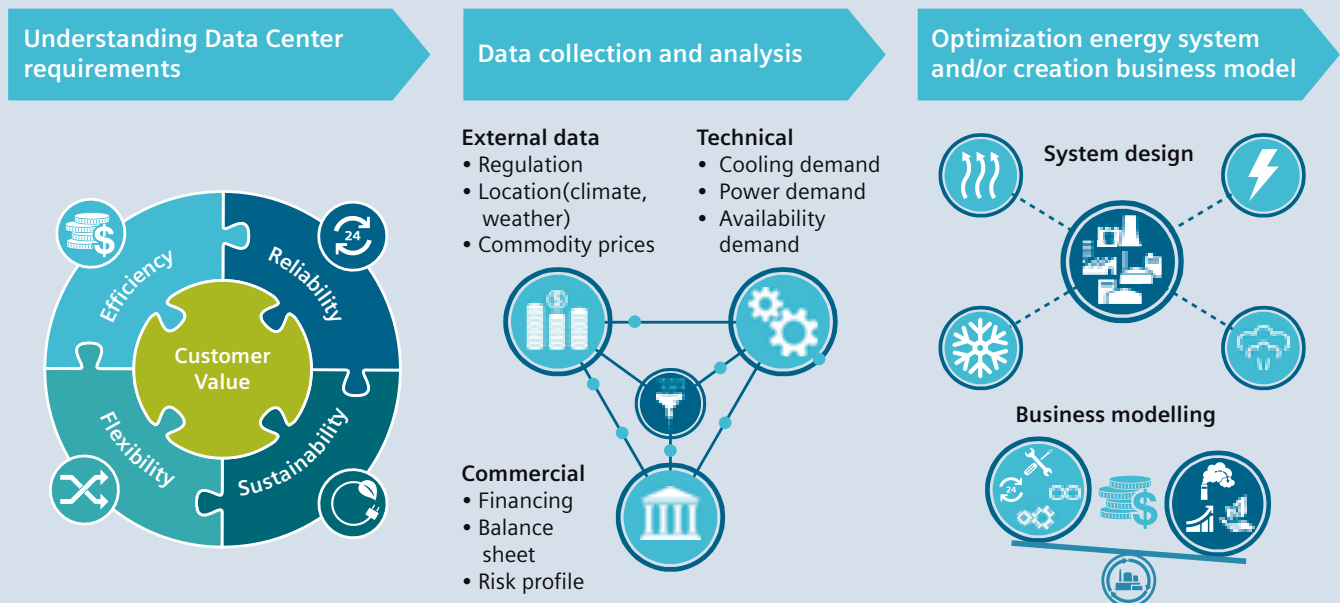 Understanding Data Center
requirements
Efficiency
24
Reliability
Customer
Value
Flexibility
Sustainability
Data collection and analysis
External data
• Regulation
• Location(climate,
weather)
• Commodity prices
Technical
• Cooling demand
• Power demand
• Availability
demand
Commercial
• Financing
• Balance
sheet
• Risk profile
Optimization energy system
and/or creation business model
System design
Business modelling
24